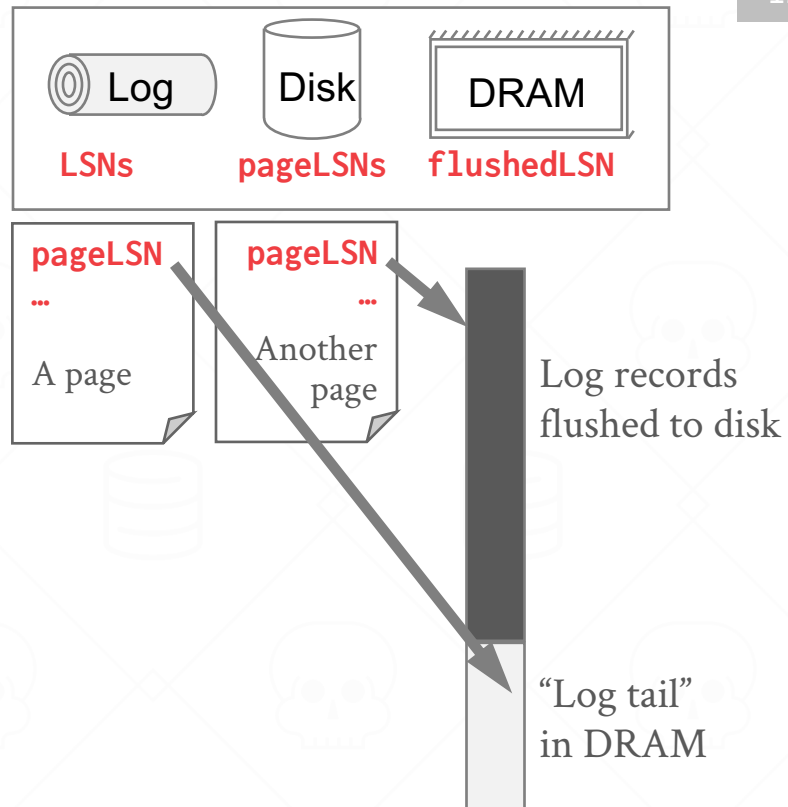 Log
Disk
DRAM
LSNs
pageLSNs
flushedLSN
pageLSN
…
A page
pageLSN
…
Another
page
Log records
flushed to disk
“Log tail”
in DRAM